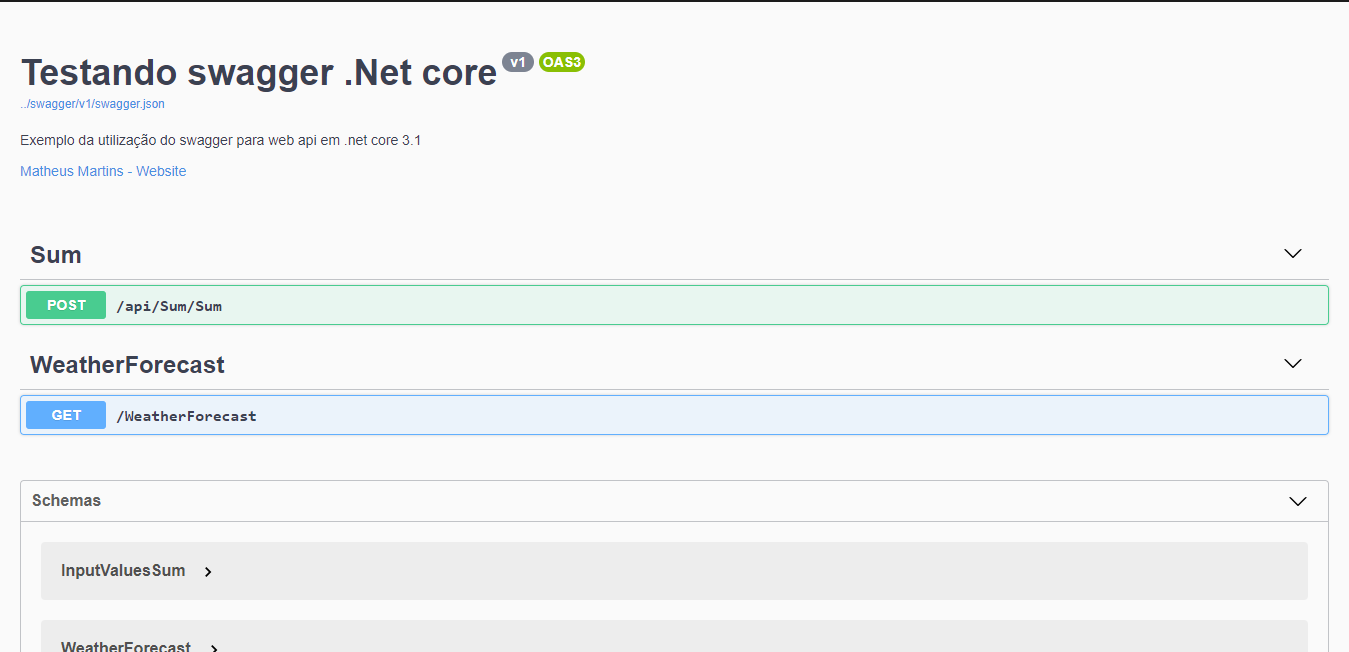 Testando swagger .Net core v1 OAS3
../swagger/v1/swagger.json
Exemplo da utilização do swagger para web api em .net core 3.1
Matheus Martins - Website
Sum
POST /api/Sum/Sum
WeatherForecast
GET /WeatherForecast
Schemas
InputValuesSum
WeatherForecast